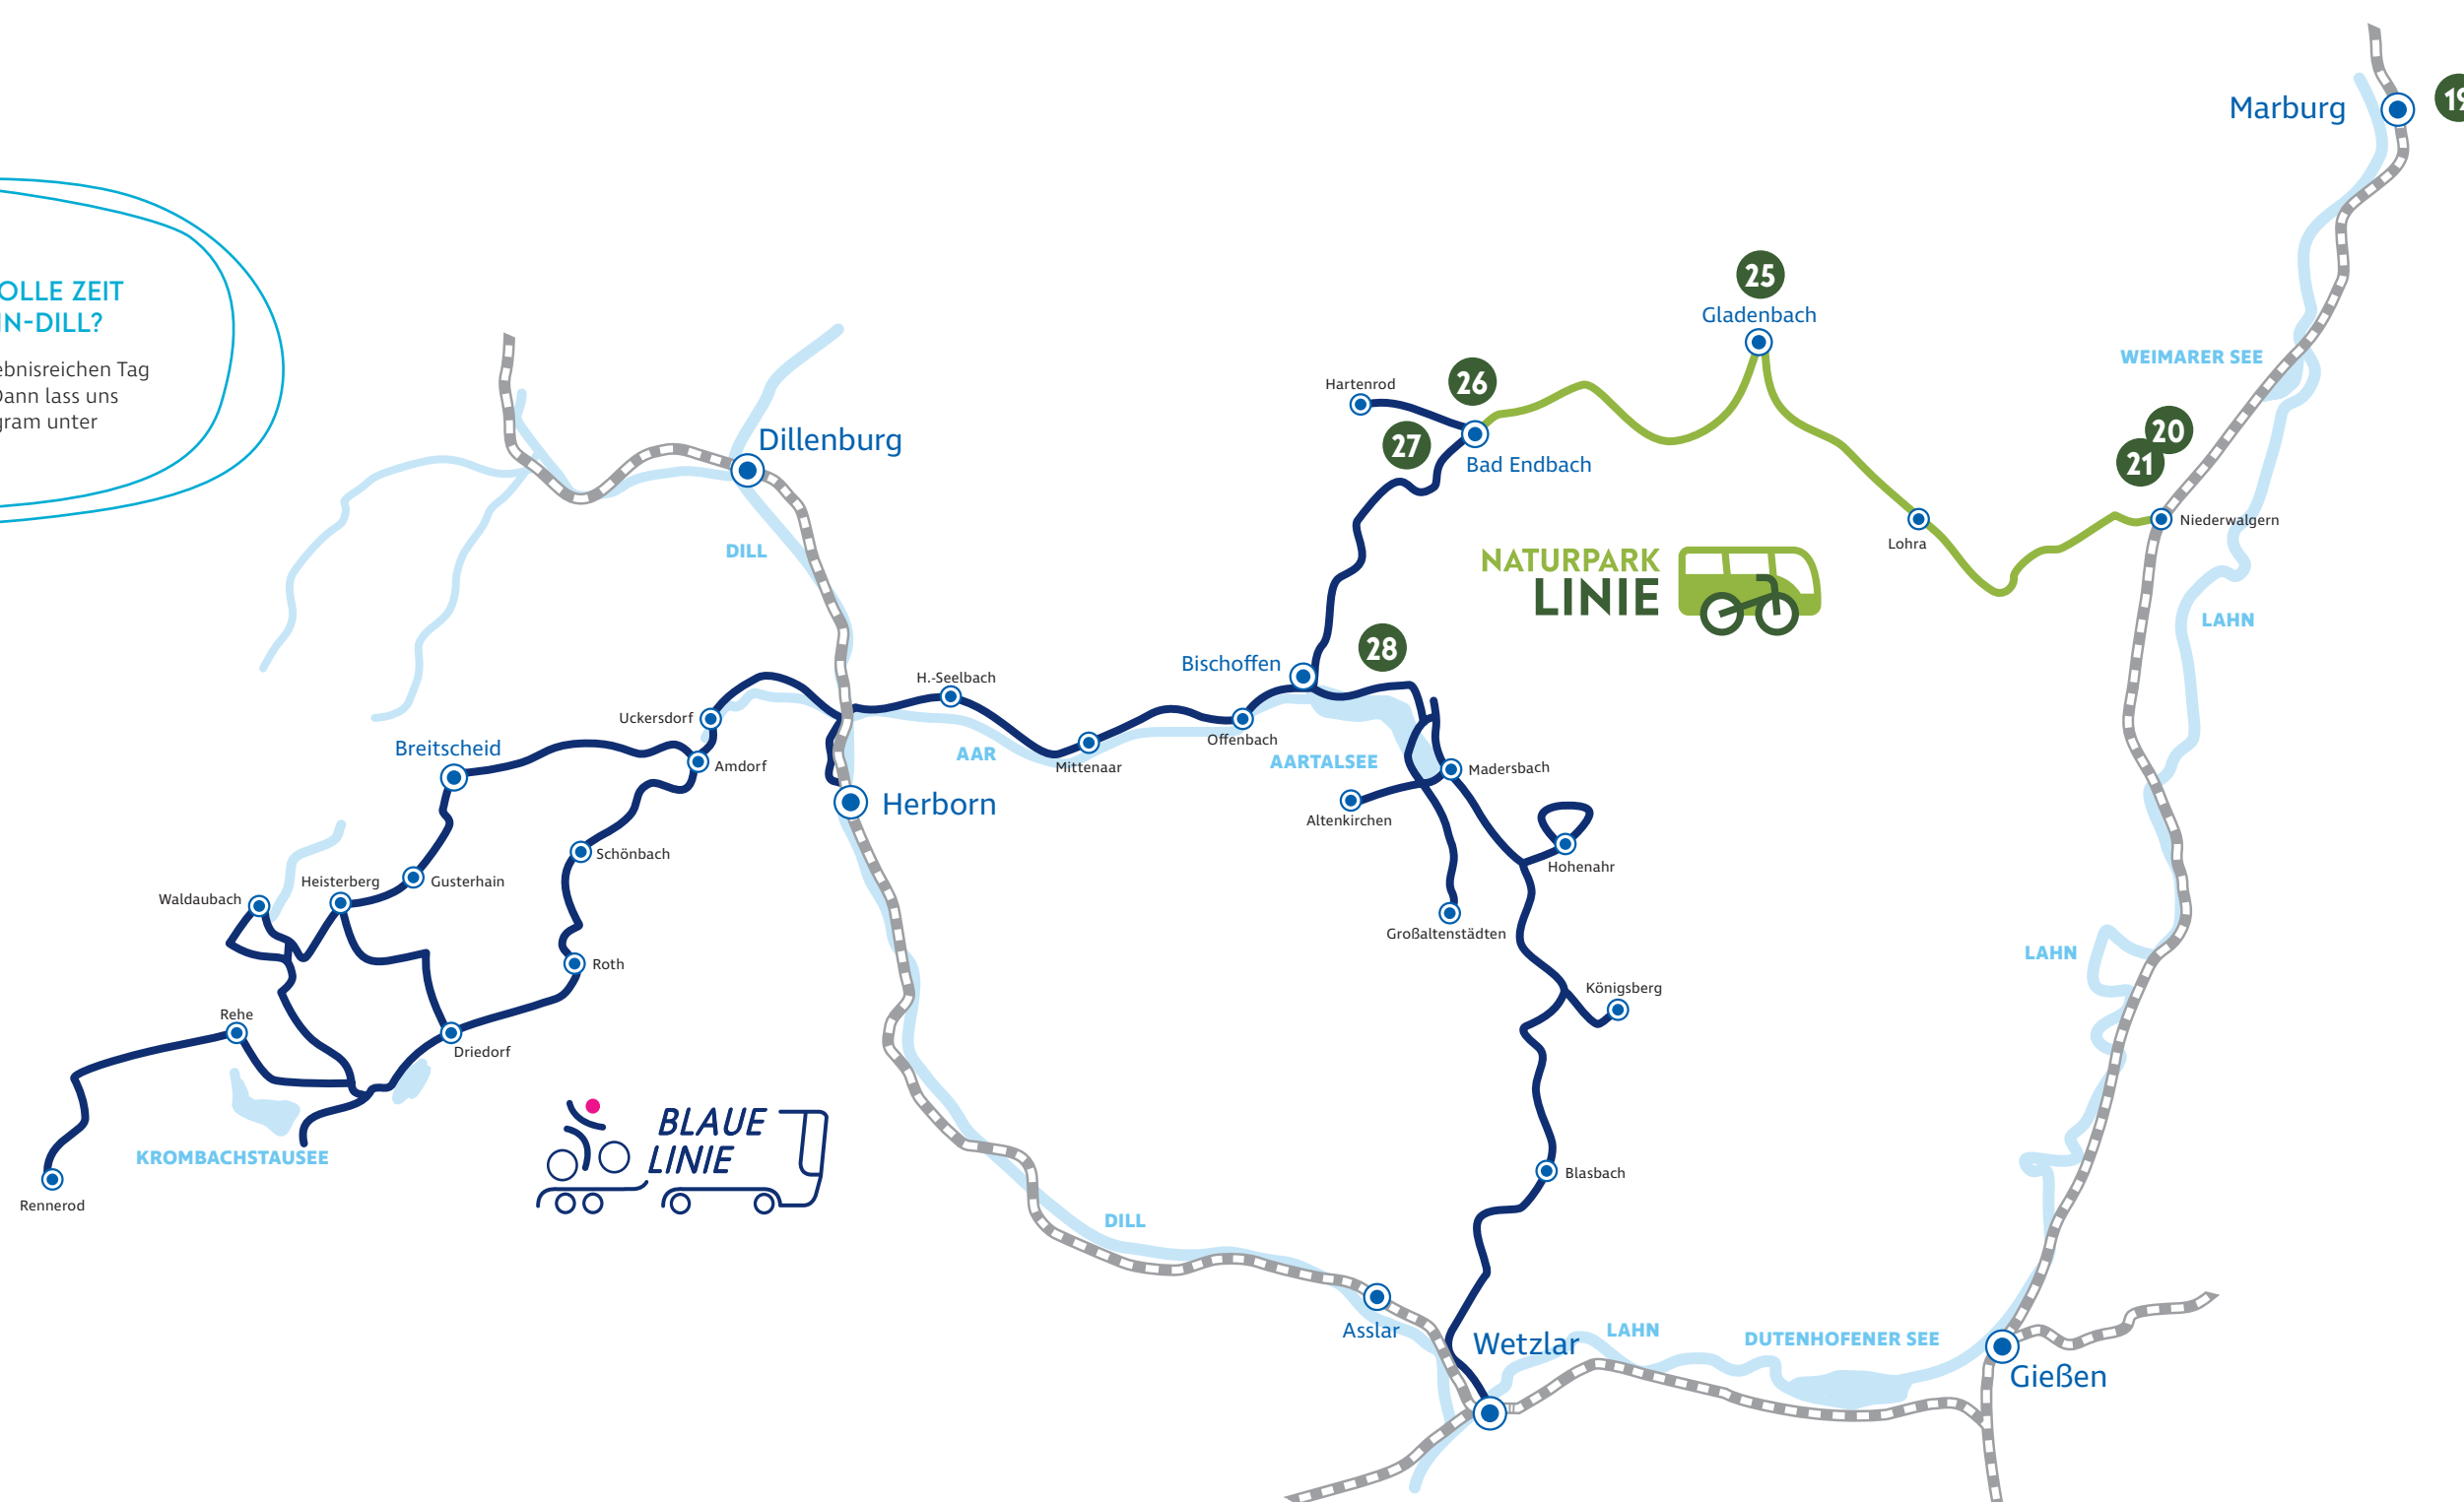 OLLE ZEIT
N-DILL?
ebnisreichen Tag
Dann lass uns
gram unter
Marburg
19
WEIMARER SEE
25
Gladenbach
26
Hartenrod
27
Bad Endbach
20
21
Niederwalgern
Lohra
NATURPARK
LINIE
LAHN
Dillenburg
DILL
28
Bischoffen
H.-Seelbach
Uckersdorf
Breitscheid
Amdorf
AAR
Mittenaar
Offenbach
AARTALSEE
Madersbach
Herborn
Altenkirchen
Schönbach
Hohenahr
Gusterhain
Heisterberg
Waldaubach
Großaltenstädten
LAHN
Roth
Königsberg
Rehe
Driedorf
BLAUE
LINIE
KROMBACHSTAUSEE
Blasbach
Rennerod
DILL
Asslar
Wetzlar
LAHN
DUTENHOFENER SEE
Gießen